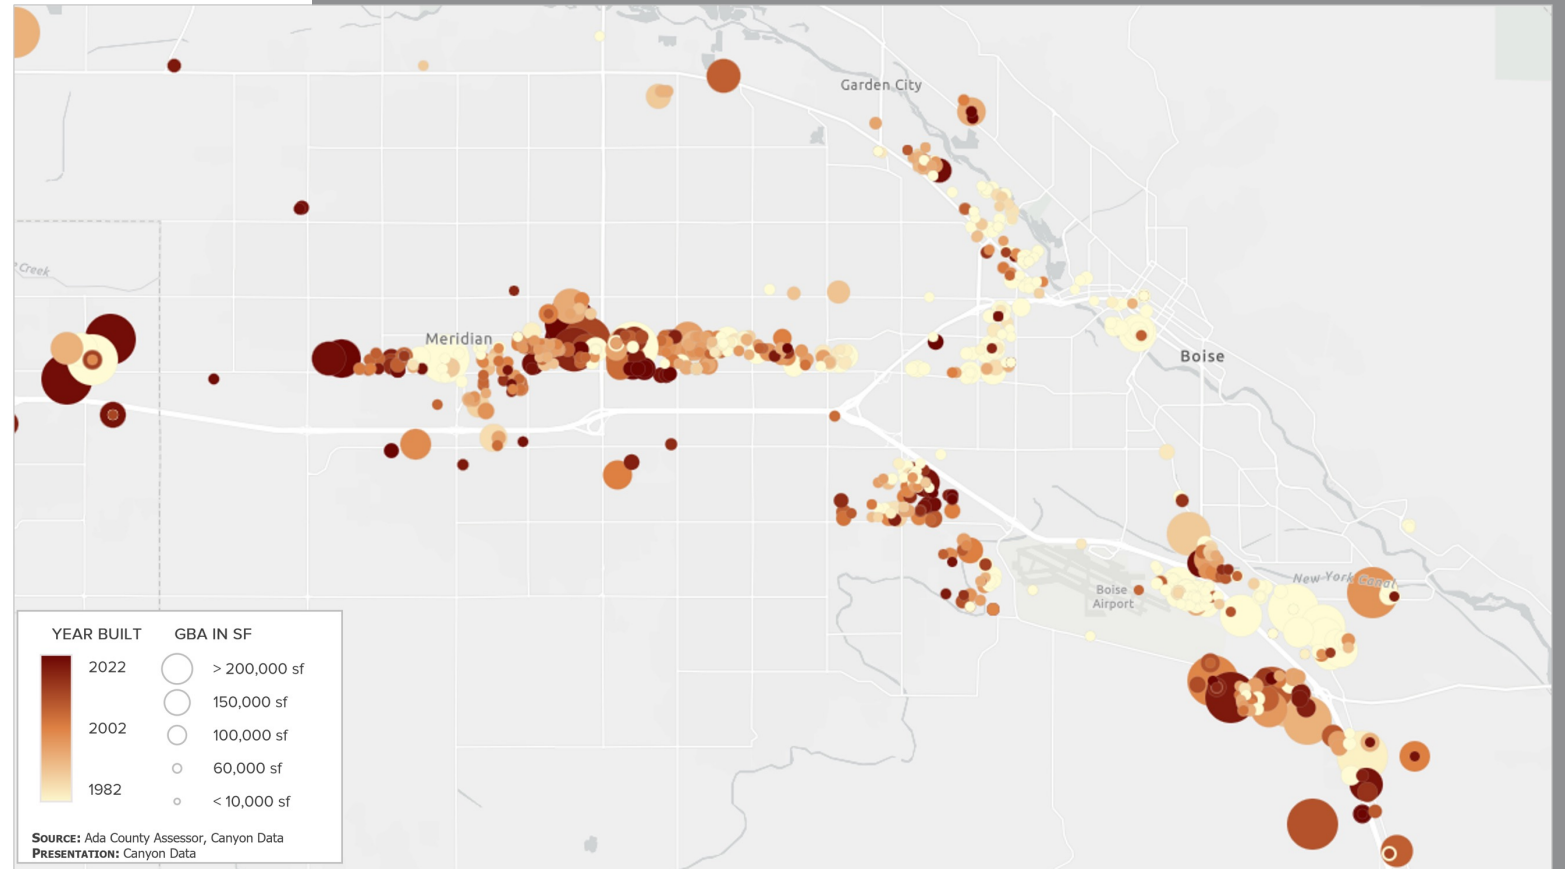 Garden City
Creek
Meridian
Boise
New York Canal
Boise
Airport
YEAR BUILT
GBA IN SF
2022
2002
1982
> 200,000 sf
150,000 sf
100,000 sf
60,000 sf
< 10,000 sf
SOURCE: Ada County Assessor, Canyon Data
PRESENTATION: Canyon Data